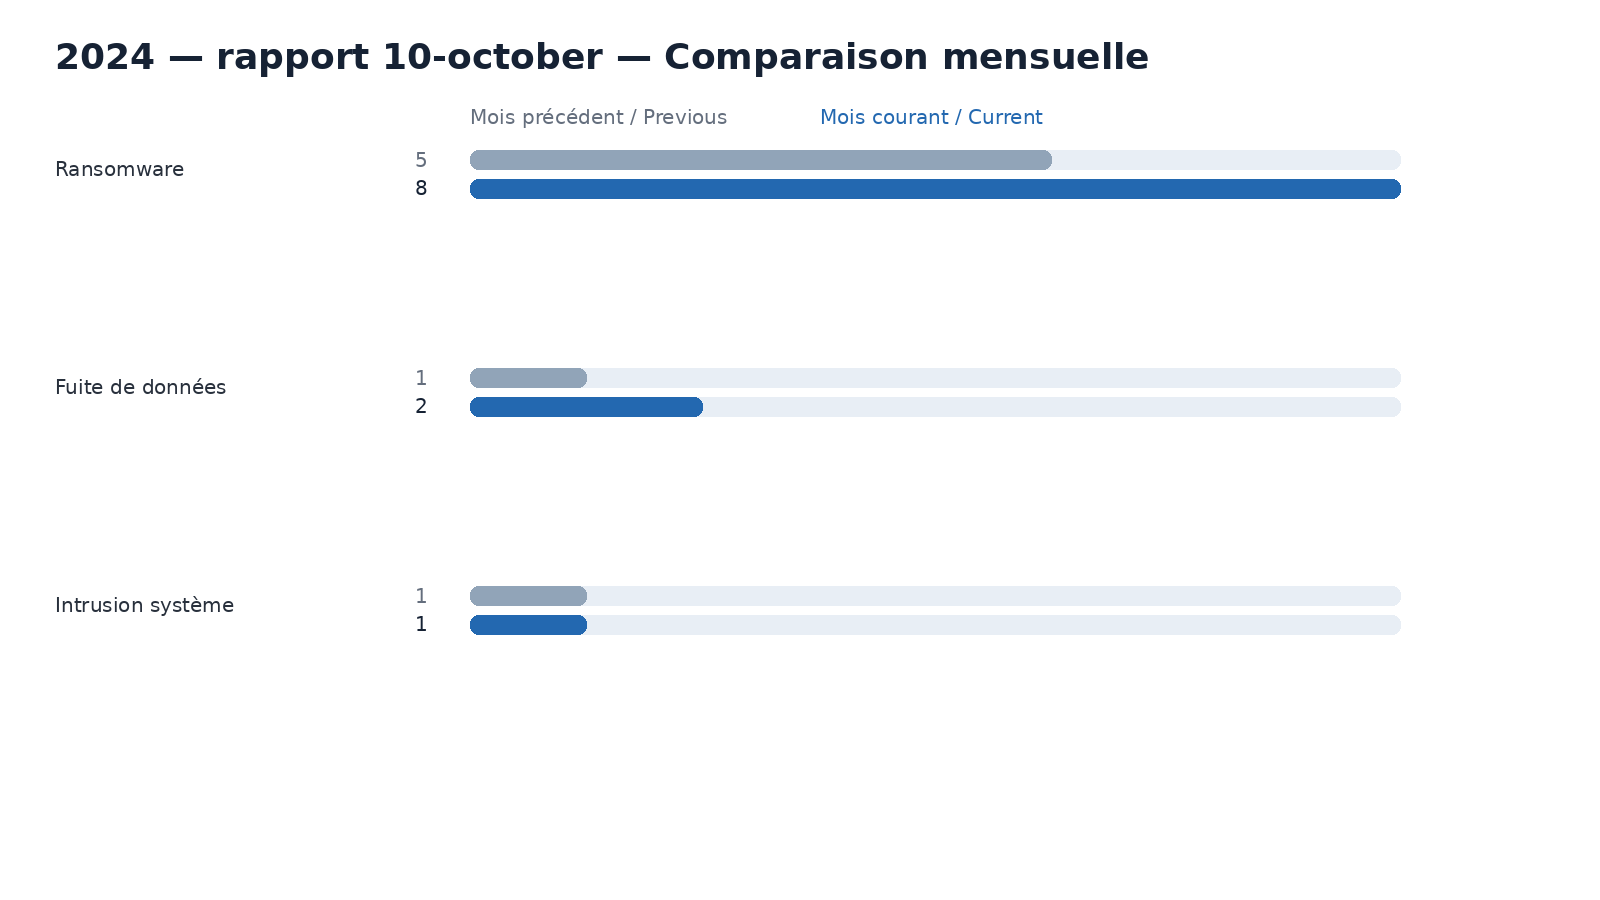 2024 — rapport 10-october — Comparaison mensuelle
Mois précédent / Previous Mois courant / Current
Ransomware 5
8
Fuite de données 1
2
Intrusion système 1
1